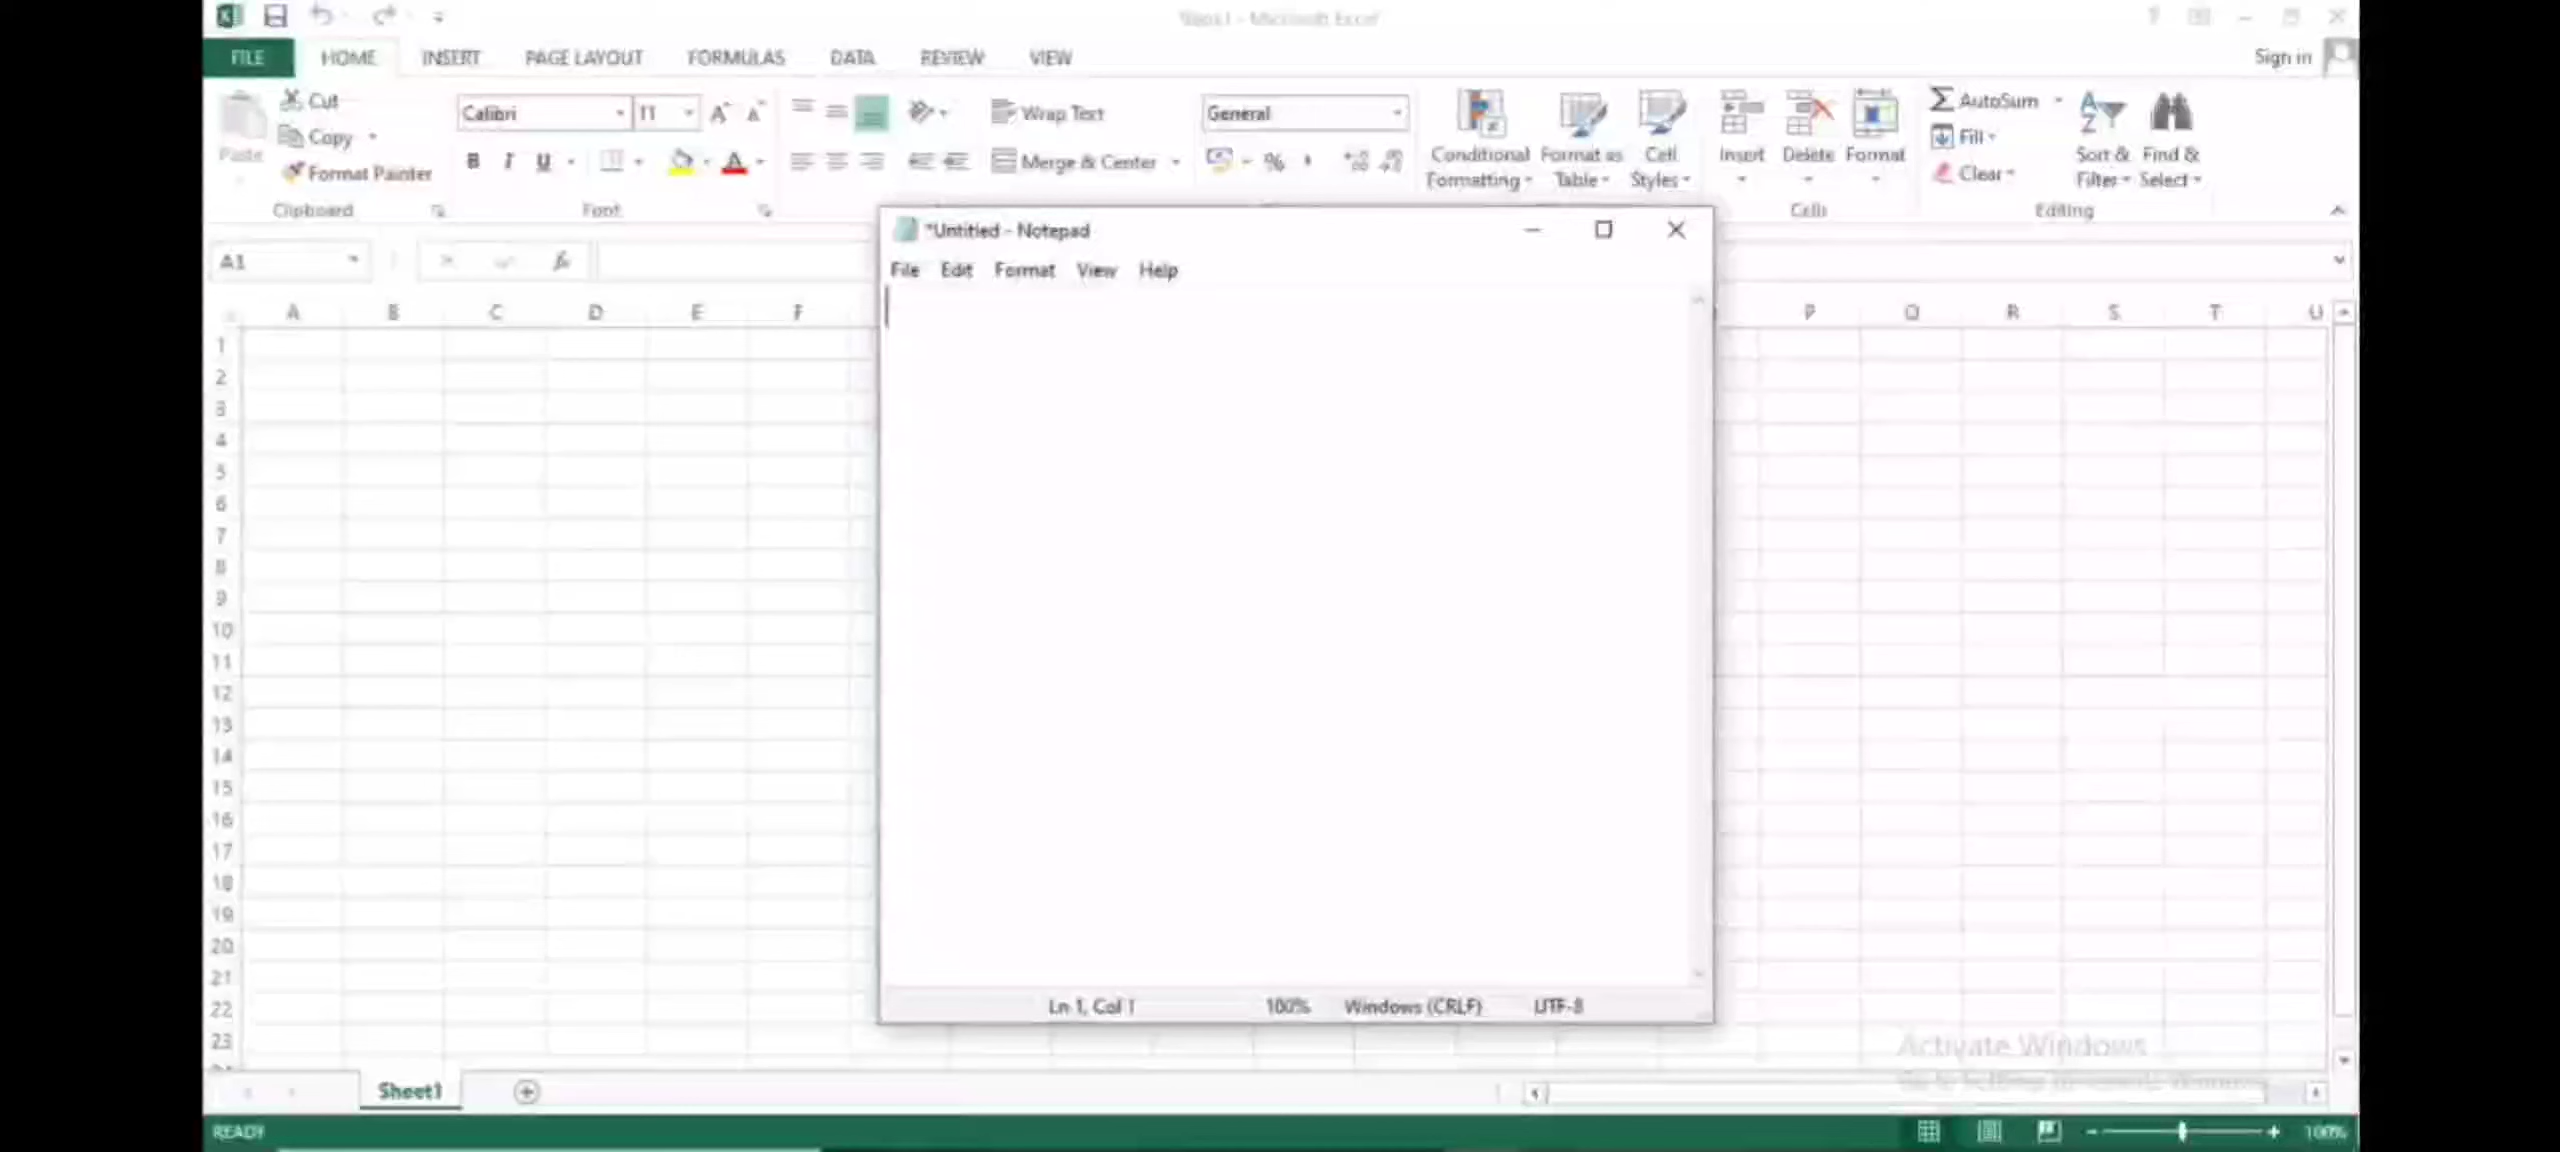 Microsoft Excel
FILE HOME INSERT PAGE LAYOUT FORMULAS DATA REVIEW VIEW Sign in
Cut
Copy
Paste
Format Painter
Clipboard
Calibri 11
B I U A
Font
Wrap Text
Merge & Center
General
%
Conditional Formatting
Format as Table
Cell Styles
Insert Delete Format
Cells
AutoSum
Fill
Clear
Sort & Filter
Find & Select
Editing
A1 fx
A B C D E F P Q R S T U
1
2
3
4
5
6
7
8
9
10
11
12
13
14
15
16
17
18
19
20
21
22
23
*Untitled - Notepad
File Edit Format View Help
Ln 1, Col 1 100% Windows (CRLF) UTF-8
Activate Windows
Sheet1
READY 100%